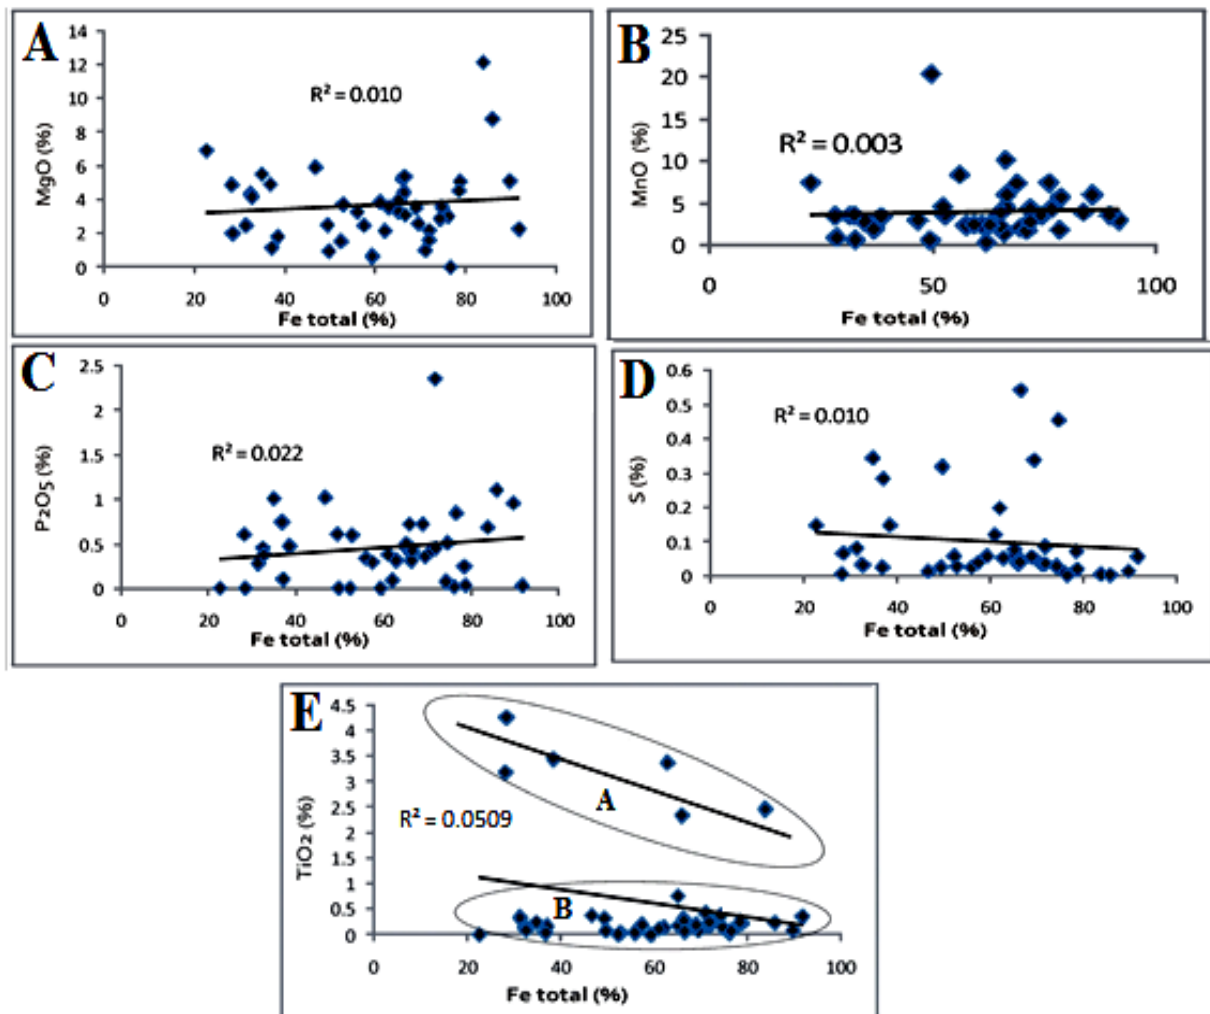 A
14
12
10
8
6
4
2
0
MgO (%)
R² = 0.010
0 20 40 60 80 100
Fe total (%)
B
25
20
15
10
5
0
MnO (%)
R² = 0.003
0 50 100
Fe total (%)
C
2.5
2
1.5
1
0.5
0
P₂O₅ (%)
R² = 0.022
0 20 40 60 80 100
Fe total (%)
D
0.6
0.5
0.4
0.3
0.2
0.1
0
S (%)
R² = 0.010
0 20 40 60 80 100
Fe total (%)
E
4.5
4
3.5
3
2.5
2
1.5
1
0.5
0
TiO₂ (%)
A
R² = 0.0509
B
0 20 40 60 80 100
Fe total (%)